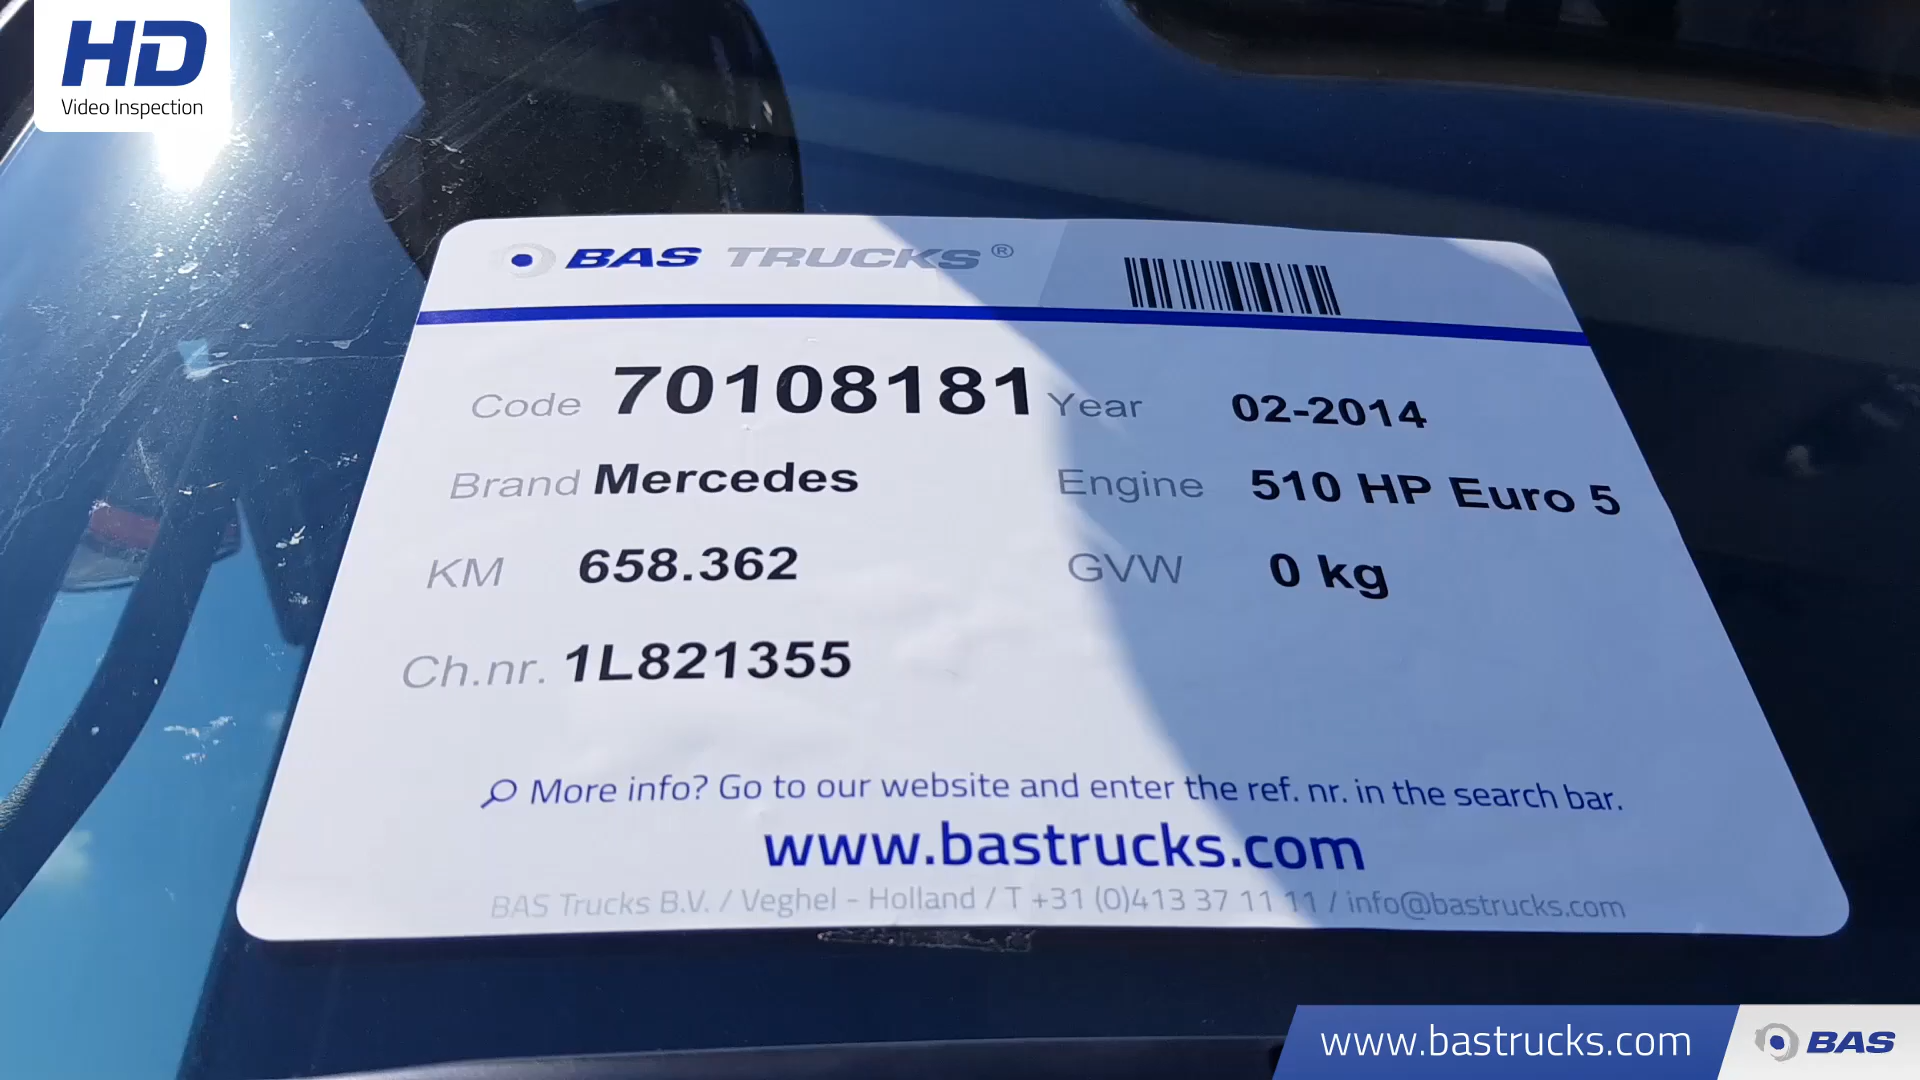 HD
Video Inspection
BAS TRUCKS®
Code 70108181 Year 02-2014
Brand Mercedes Engine 510 HP Euro 5
KM 658.362 GVW 0 kg
Ch.nr. 1L821355
More info? Go to our website and enter the ref. nr. in the search bar.
www.bastrucks.com
BAS Trucks B.V. / Veghel - Holland / T +31 (0)413 37 11 11 / info@bastrucks.com
www.bastrucks.com BAS